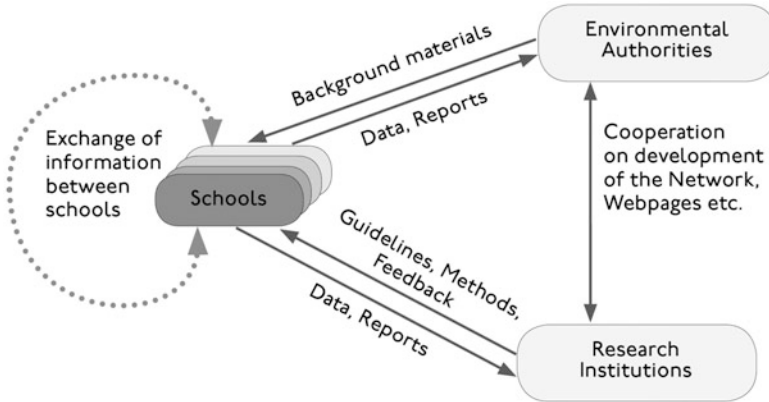 Environmental
Authorities
Background materials
Data, Reports
Exchange of
information
between
schools
Schools
Cooperation
on development
of the Network,
Webpages etc.
Guidelines, Methods,
Feedback
Data, Reports
Research
Institutions